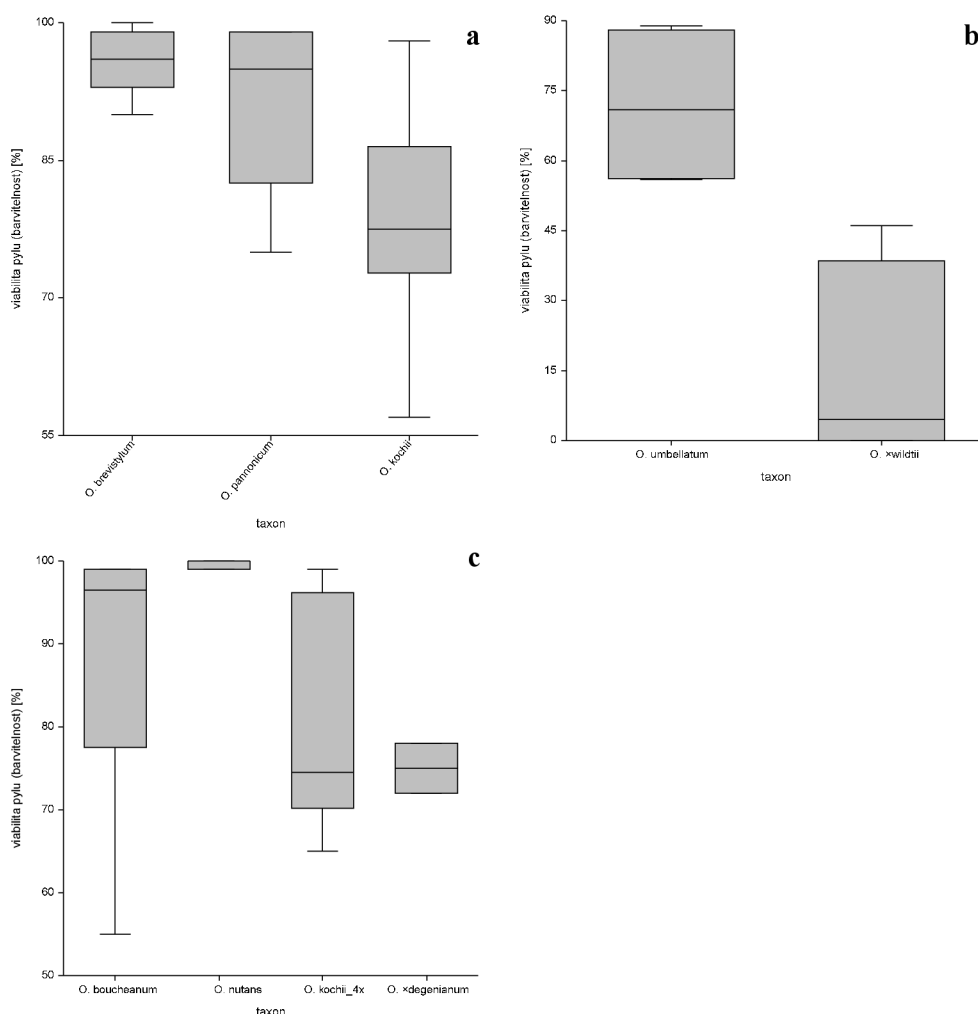 a
viabilita pylu (barvitelnost) [%]
100
85
70
55
O. brevistylum
O. pannonicum
O. kochii
taxon
b
viabilita pylu (barvitelnost) [%]
90
75
60
45
30
15
0
O. umbellatum
O. ×wildtii
taxon
c
viabilita pylu (barvitelnost) [%]
100
90
80
70
60
50
O. boucheanum
O. nutans
O. kochii_4x
O. ×degenianum
taxon